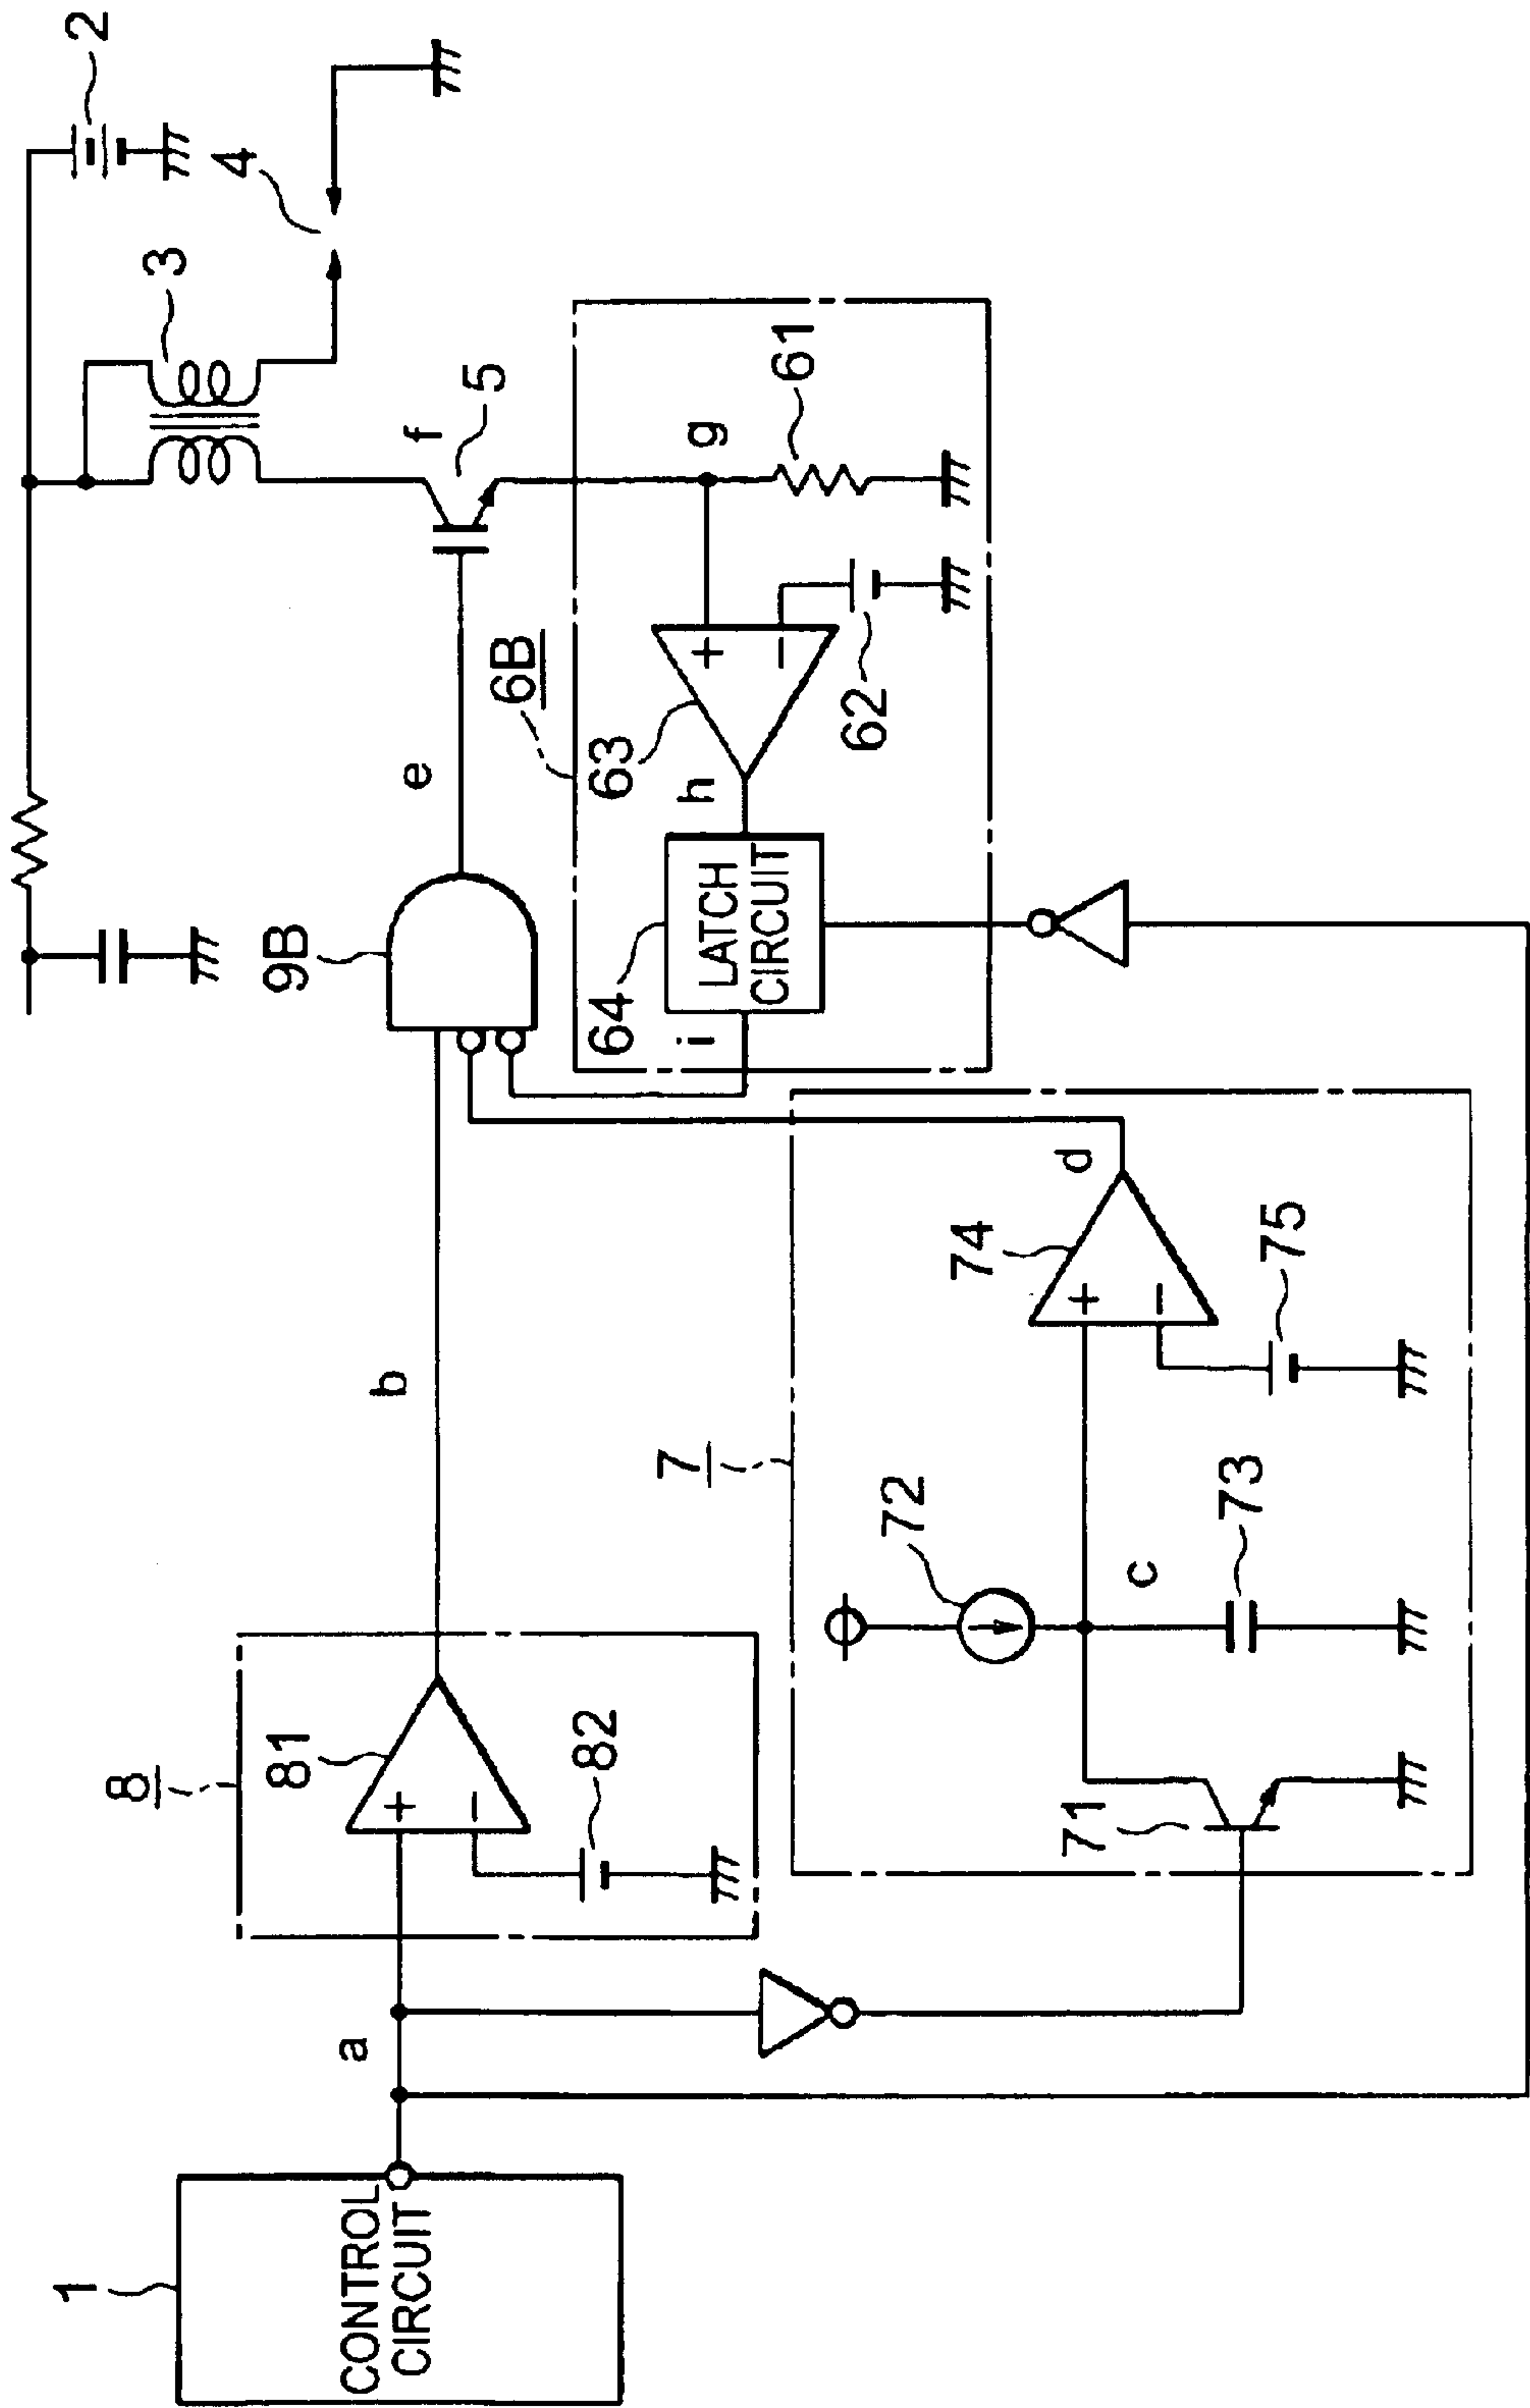 1
CONTROL
CIRCUIT
a
8
81
+
−
82
b
7
71
72
c
73
74
+
−
75
d
9B
e
6B
64
LATCH
CIRCUIT
i
h
63
+
−
62
g
61
f
5
3
4
2